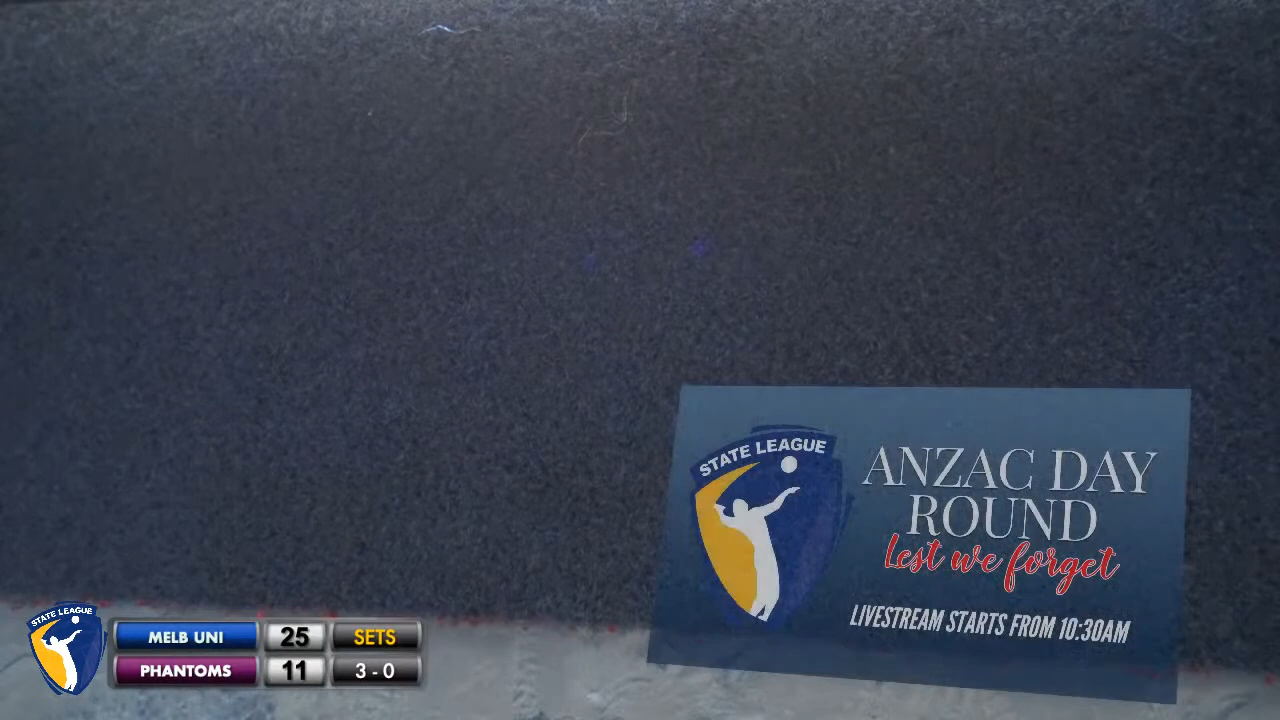 STATE LEAGUE
ANZAC DAY
ROUND
Lest we forget
LIVESTREAM STARTS FROM 10:30AM
STATE LEAGUE
MELB UNI 25 SETS
PHANTOMS 11 3 - 0